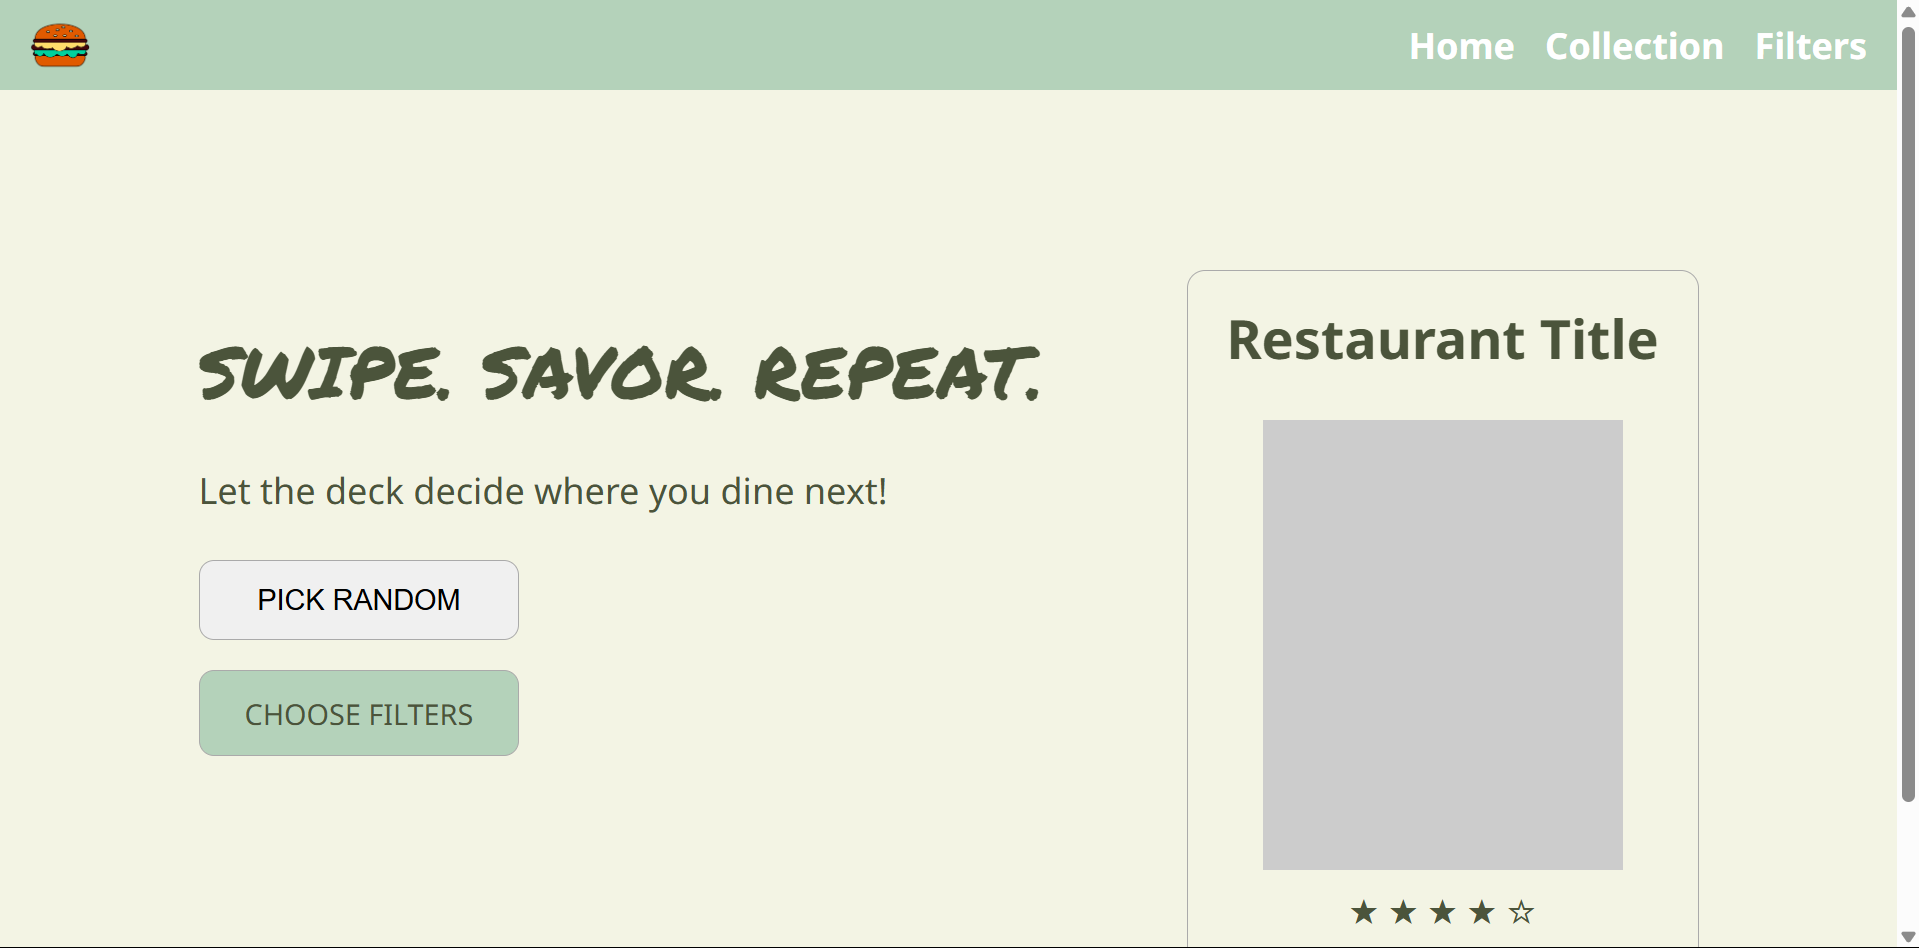 Home Collection Filters
SWIPE. SAVOR. REPEAT.
Let the deck decide where you dine next!
PICK RANDOM
CHOOSE FILTERS
Restaurant Title
★ ★ ★ ★ ☆